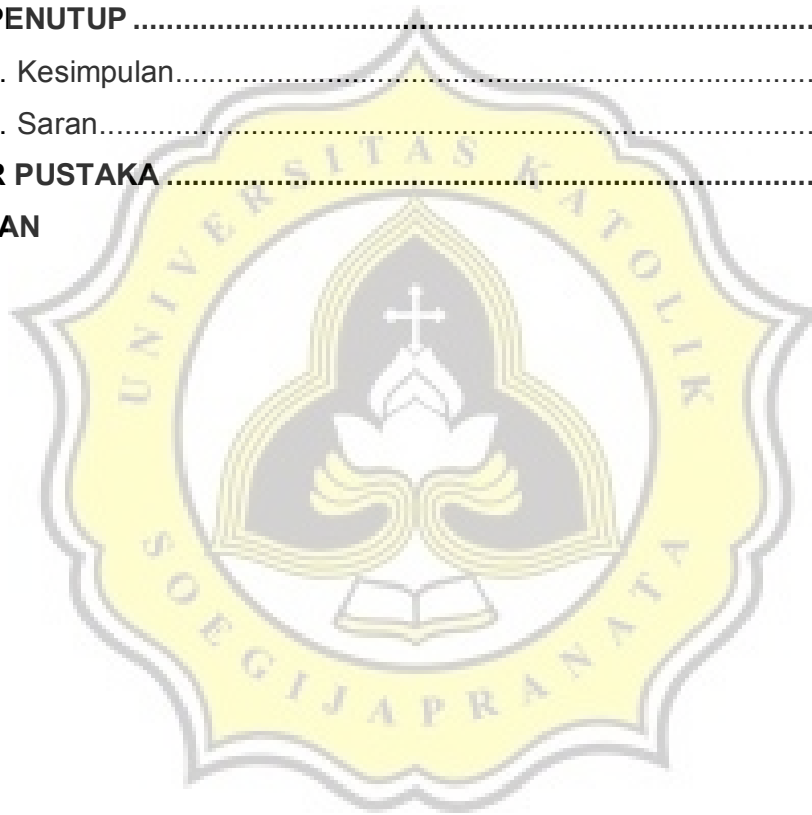 PENUTUP
. Kesimpulan
. Saran
R PUSTAKA
AN
UNIVERSITAS KATOLIK
SOEGIJAPRANATA